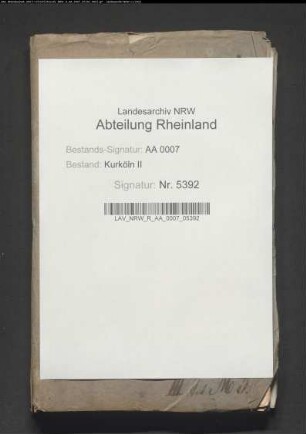 Landesarchiv NRW
Abteilung Rheinland
Bestands-Signatur: AA 0007
Bestand: Kurköln II
Signatur: Nr. 5392
LAV_NRW_R_AA_0007_05392